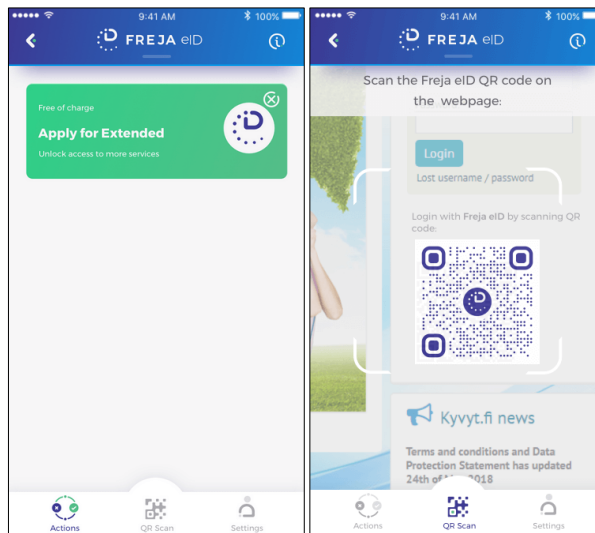 9:41 AM
100%
FREJA eID
Free of charge
Apply for Extended
Unlock access to more services
Actions
QR Scan
Settings
9:41 AM
100%
FREJA eID
Scan the Freja eID QR code on
the webpage:
Login
Lost username / password
Login with Freja eID by scanning QR
code:
Kyvyt.fi news
Terms and conditions and Data
Protection Statement has updated
24th of 2018
Actions
QR Scan
Settings